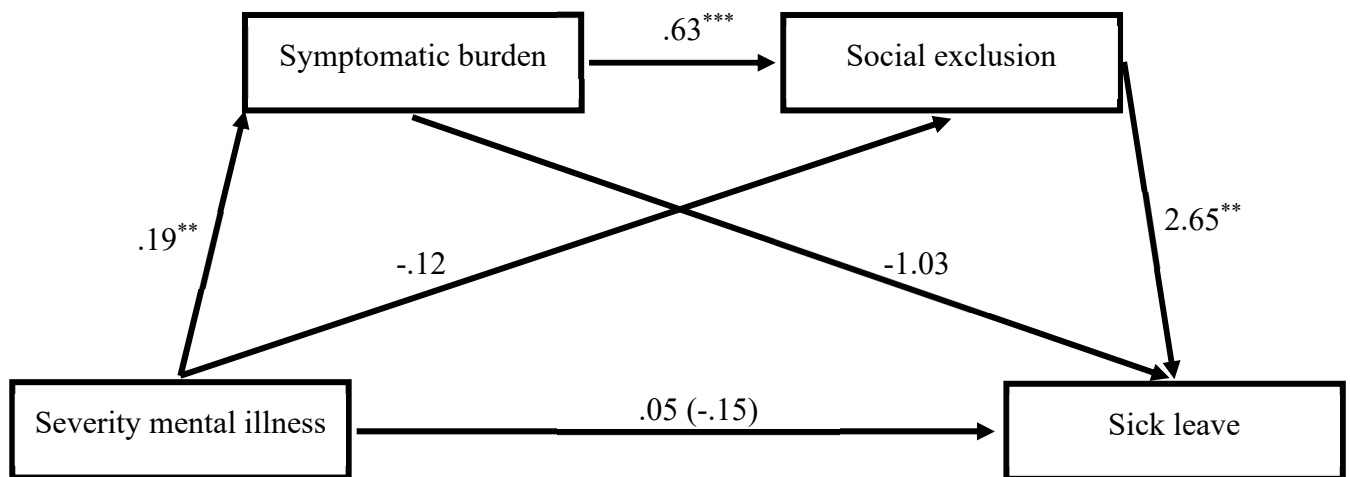 .63***
Symptomatic burden
Social exclusion
.19**
-.12
-1.03
2.65**
Severity mental illness
.05 (-.15)
Sick leave